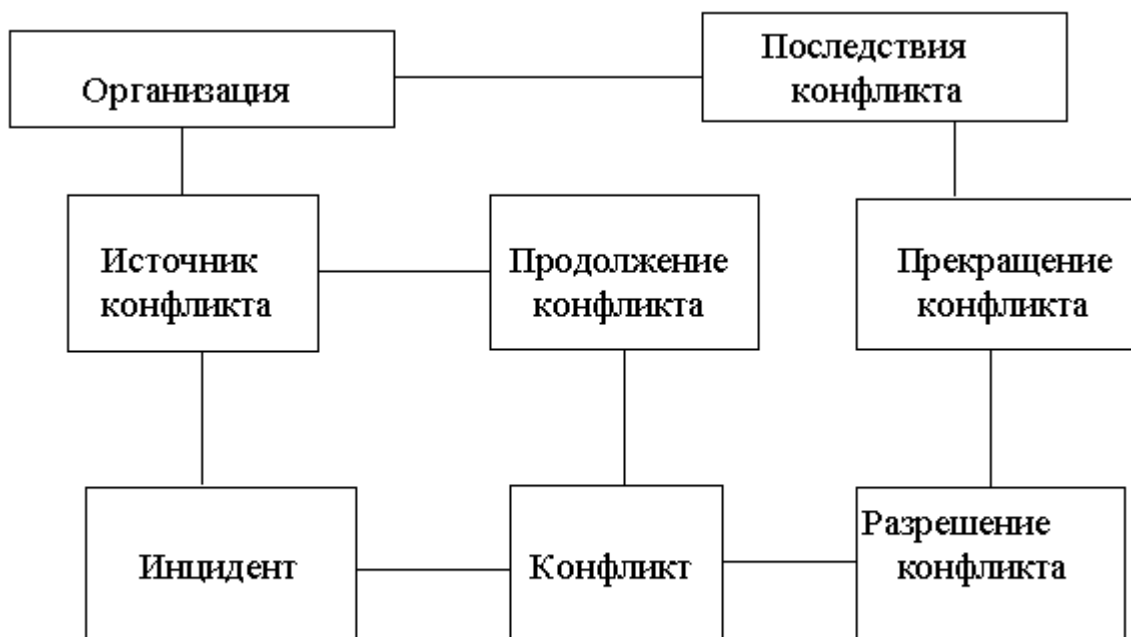 Организация
Последствия
конфликта
Источник
конфликта
Продолжение
конфликта
Прекращение
конфликта
Инцидент
Конфликт
Разрешение
конфликта